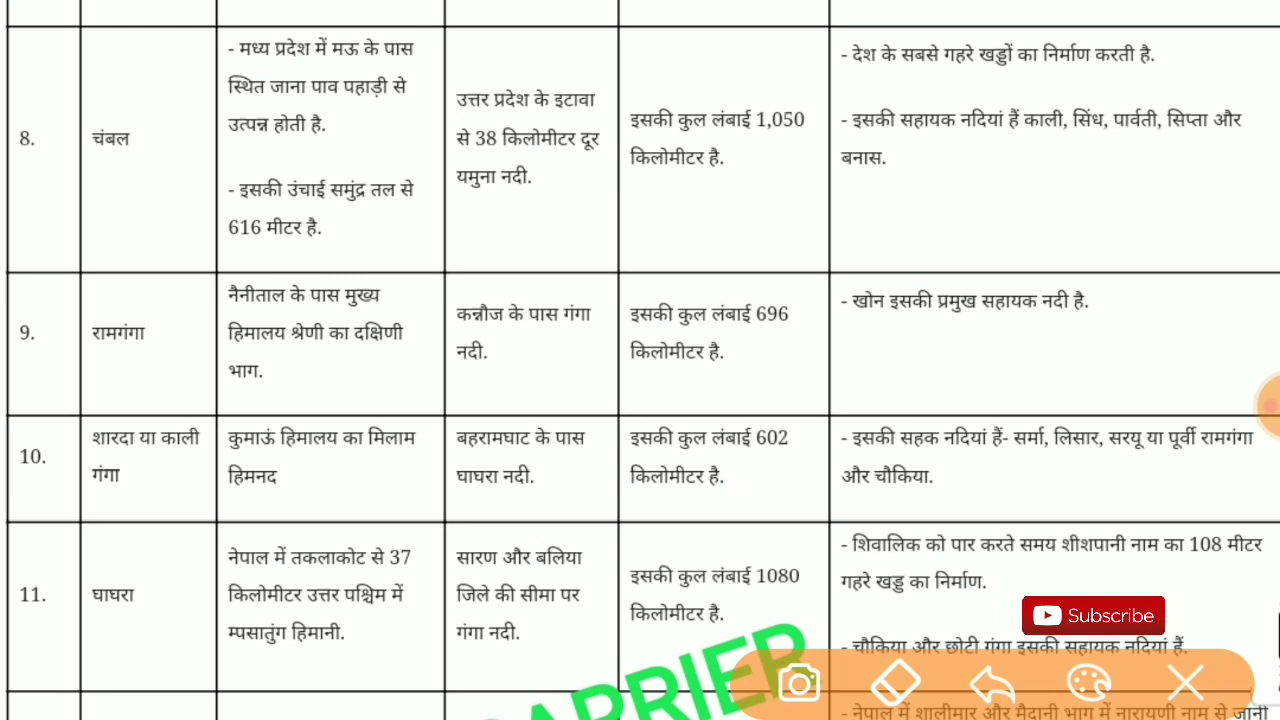 8.
चंबल
- मध्य प्रदेश में मऊ के पास
स्थित जाना पाव पहाड़ी से
उत्पन्न होती है.
- इसकी उंचाई समुंद्र तल से
616 मीटर है.
उत्तर प्रदेश के इटावा
से 38 किलोमीटर दूर
यमुना नदी.
इसकी कुल लंबाई 1,050
किलोमीटर है.
- देश के सबसे गहरे खड्डों का निर्माण करती है.
- इसकी सहायक नदियां हैं काली, सिंध, पार्वती, सिप्ता और
बनास.
9.
रामगंगा
नैनीताल के पास मुख्य
हिमालय श्रेणी का दक्षिणी
भाग.
कन्नौज के पास गंगा
नदी.
इसकी कुल लंबाई 696
किलोमीटर है.
- खोन इसकी प्रमुख सहायक नदी है.
10.
शारदा या काली
गंगा
कुमाऊं हिमालय का मिलाम
हिमनद
बहरामघाट के पास
घाघरा नदी.
इसकी कुल लंबाई 602
किलोमीटर है.
- इसकी सहक नदियां हैं- सर्मा, लिसार, सरयू या पूर्वी रामगंगा
और चौकिया.
11.
घाघरा
नेपाल में तकलाकोट से 37
किलोमीटर उत्तर पश्चिम में
म्पसातुंग हिमानी.
सारण और बलिया
जिले की सीमा पर
गंगा नदी.
इसकी कुल लंबाई 1080
किलोमीटर है.
- शिवालिक को पार करते समय शीशपानी नाम का 108 मीटर
गहरे खड्ड का निर्माण.
- चौकिया और छोटी गंगा इसकी सहायक नदियां हैं.
Subscribe
- नेपाल में शालीमार और मैदानी भाग में नारायणी नाम से जानी